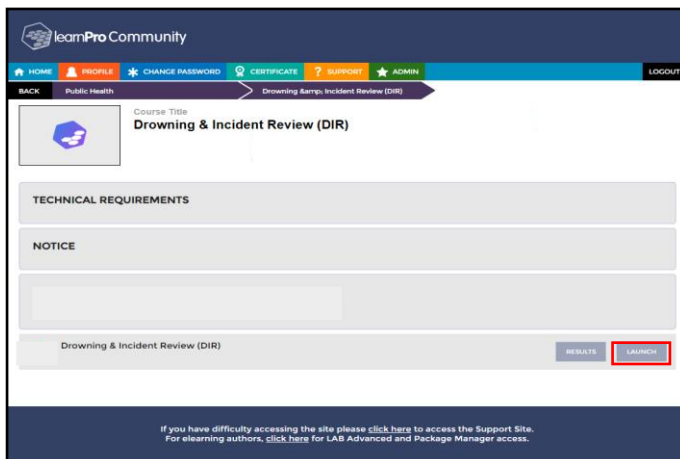 learnPro Community
HOME PROFILE CHANGE PASSWORD CERTIFICATE SUPPORT ADMIN LOGOUT
BACK Public Health Drowning &amp; Incident Review (DIR)
Course Title
Drowning & Incident Review (DIR)
TECHNICAL REQUIREMENTS
NOTICE
Drowning & Incident Review (DIR) RESULTS LAUNCH
If you have difficulty accessing the site please click here to access the Support Site.
For elearning authors, click here for LAB Advanced and Package Manager access.